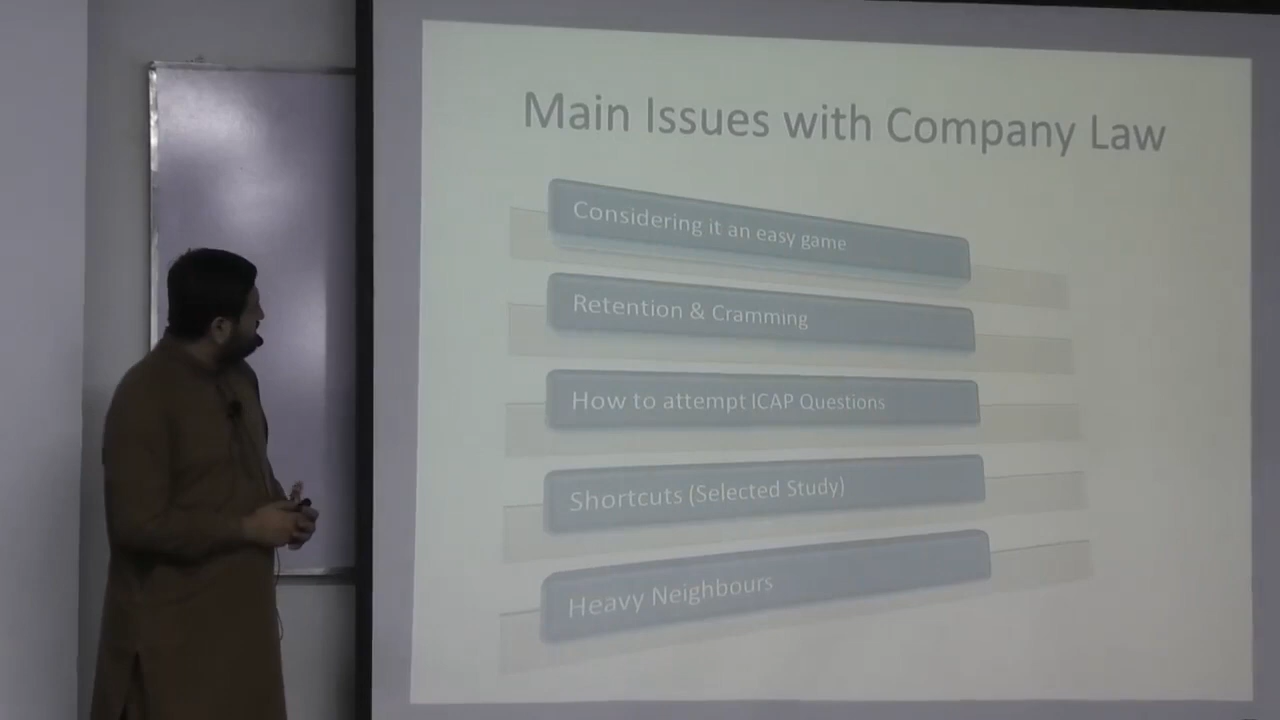 Main Issues with Company Law
Considering it an easy game
Retention & Cramming
How to attempt ICAP Questions
Shortcuts (Selected Study)
Heavy Neighbours